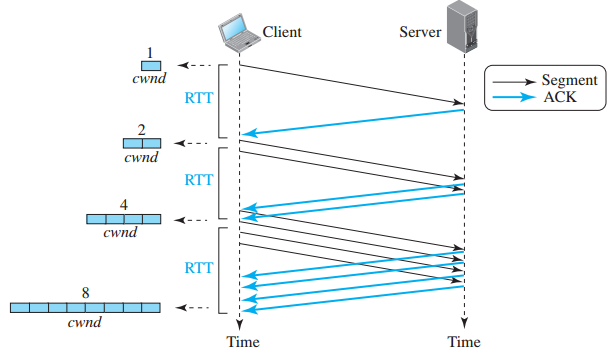 Client
Server
1
cwnd
Segment
ACK
RTT
2
cwnd
RTT
4
cwnd
RTT
8
cwnd
Time
Time